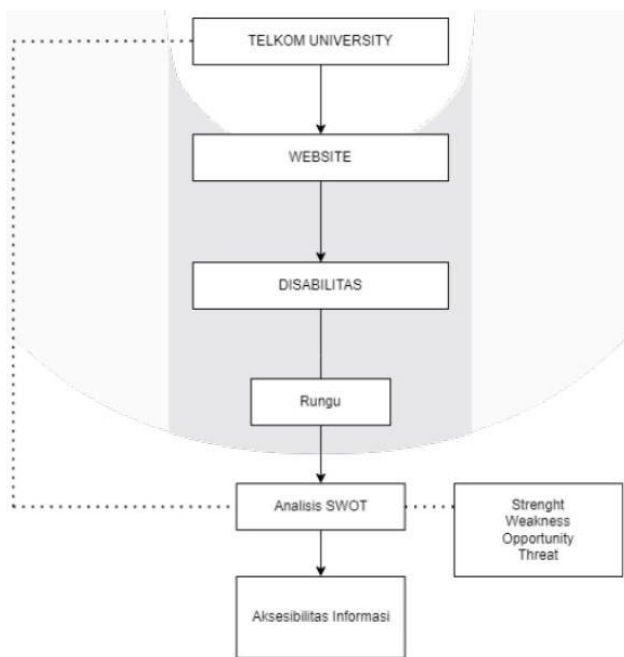 TELKOM UNIVERSITY
WEBSITE
DISABILITAS
Rungu
Analisis SWOT
Strenght
Weakness
Opportunity
Threat
Aksesibilitas Informasi